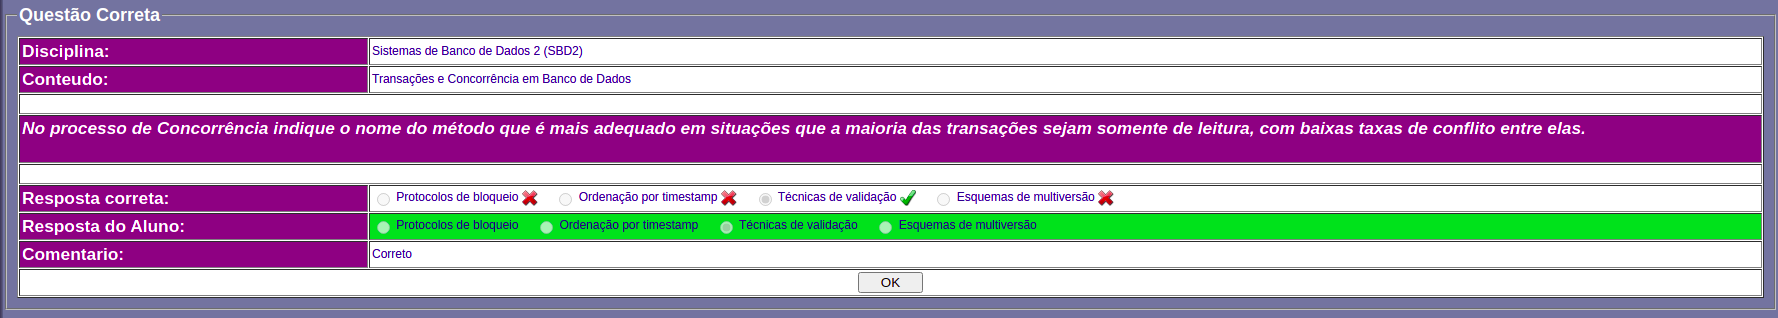 Questão Correta
Disciplina: Sistemas de Banco de Dados 2 (SBD2)
Conteudo: Transações e Concorrência em Banco de Dados
No processo de Concorrência indique o nome do método que é mais adequado em situações que a maioria das transações sejam somente de leitura, com baixas taxas de conflito entre elas.
Resposta correta: Protocolos de bloqueio Ordenação por timestamp Técnicas de validação Esquemas de multiversão
Resposta do Aluno: Protocolos de bloqueio Ordenação por timestamp Técnicas de validação Esquemas de multiversão
Comentario: Correto
OK